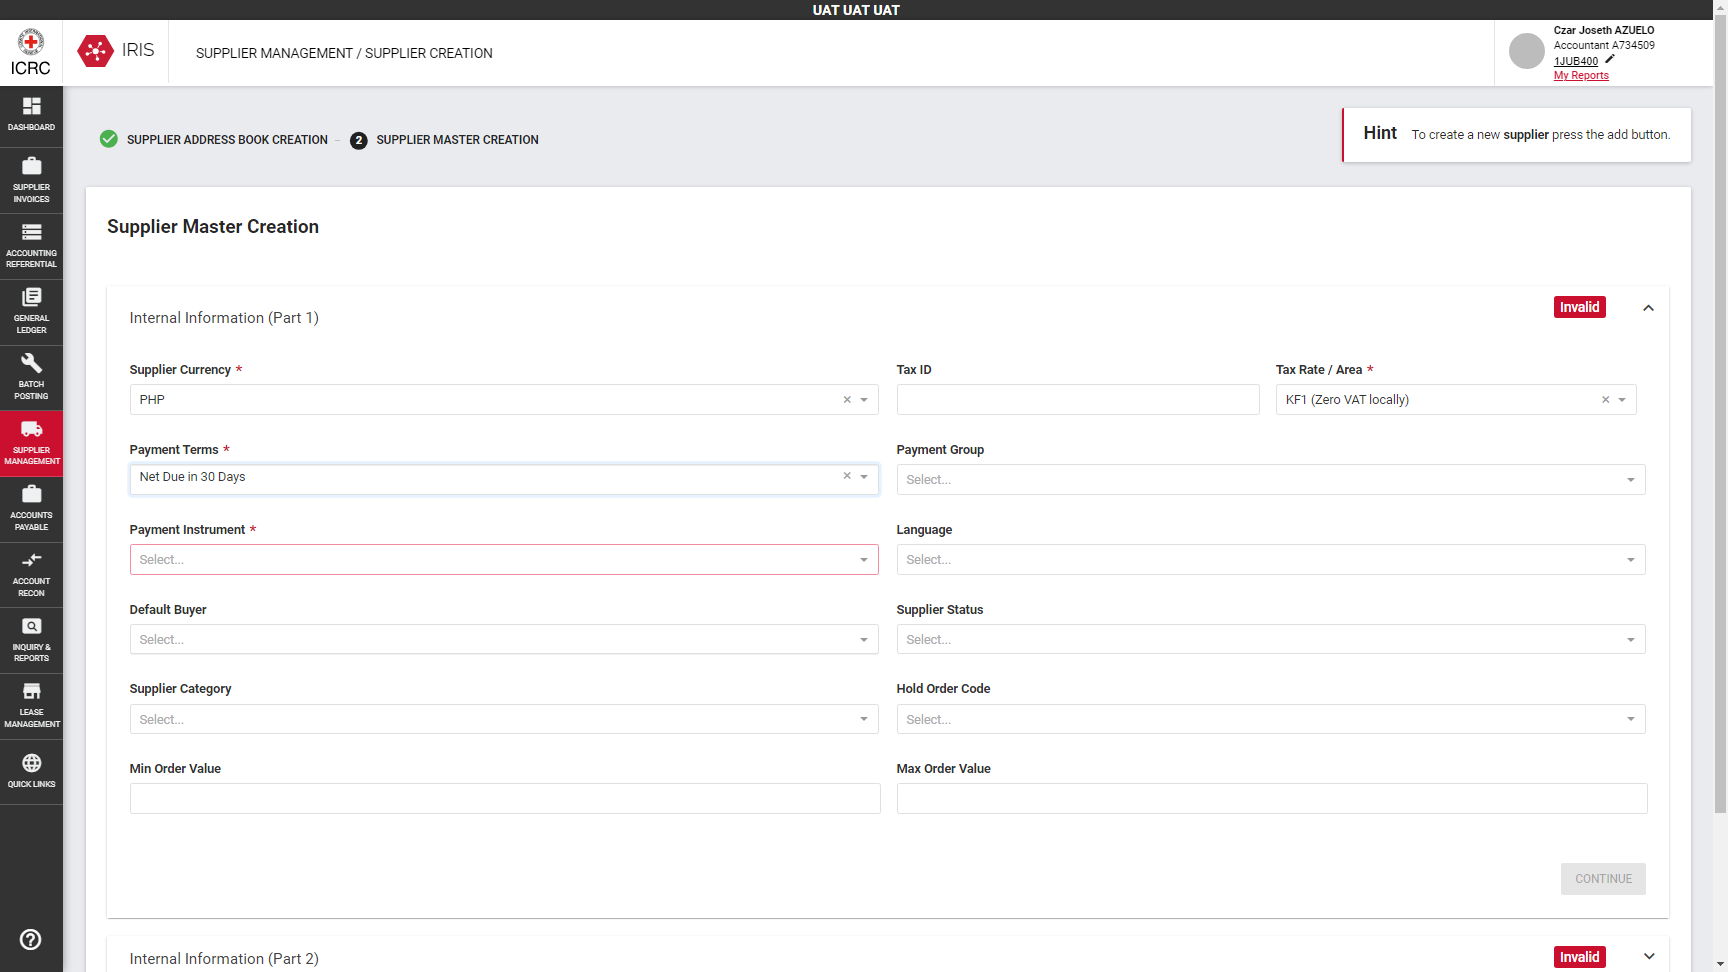 UAT UAT UAT
ICRC
IRIS
SUPPLIER MANAGEMENT / SUPPLIER CREATION
Czar Joseth AZUELO
Accountant A734509
1JUB400
My Reports
DASHBOARD
SUPPLIER
INVOICES
ACCOUNTING
REFERENTIAL
GENERAL
LEDGER
BATCH
POSTING
SUPPLIER
MANAGEMENT
ACCOUNTS
PAYABLE
ACCOUNT
RECON
INQUIRY &
REPORTS
LEASE
MANAGEMENT
QUICK LINKS
SUPPLIER ADDRESS BOOK CREATION
2 SUPPLIER MASTER CREATION
Hint To create a new supplier press the add button.
Supplier Master Creation
Internal Information (Part 1)
Invalid
Supplier Currency *
Tax ID
Tax Rate / Area *
PHP
KF1 (Zero VAT locally)
Payment Terms *
Payment Group
Net Due in 30 Days
Select...
Payment Instrument *
Language
Select...
Select...
Default Buyer
Supplier Status
Select...
Select...
Supplier Category
Hold Order Code
Select...
Select...
Min Order Value
Max Order Value
CONTINUE
Internal Information (Part 2)
Invalid